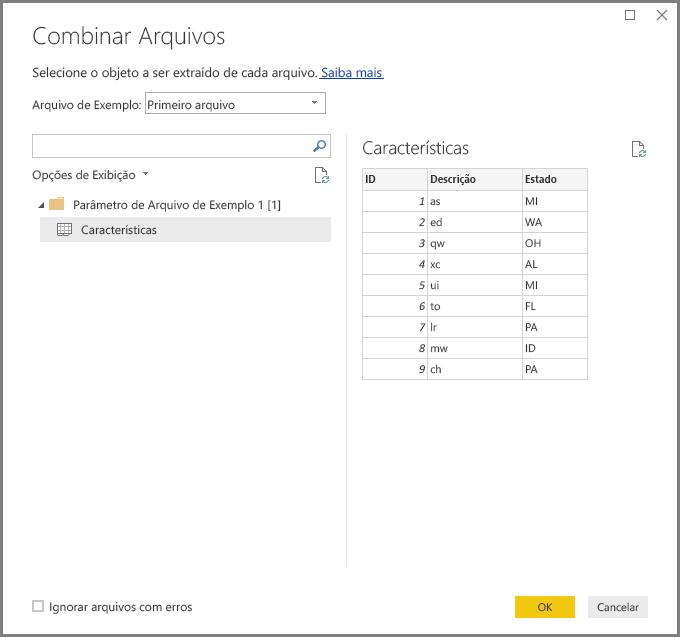 Combinar Arquivos
Selecione o objeto a ser extraído de cada arquivo. Saiba mais
Arquivo de Exemplo: Primeiro arquivo
Opções de Exibição
Parâmetro de Arquivo de Exemplo 1 [1]
Características
Características
ID Descrição Estado
1 as MI
2 ed WA
3 qw OH
4 xc AL
5 ui MI
6 to FL
7 lr PA
8 mw ID
9 ch PA
Ignorar arquivos com erros
OK Cancelar